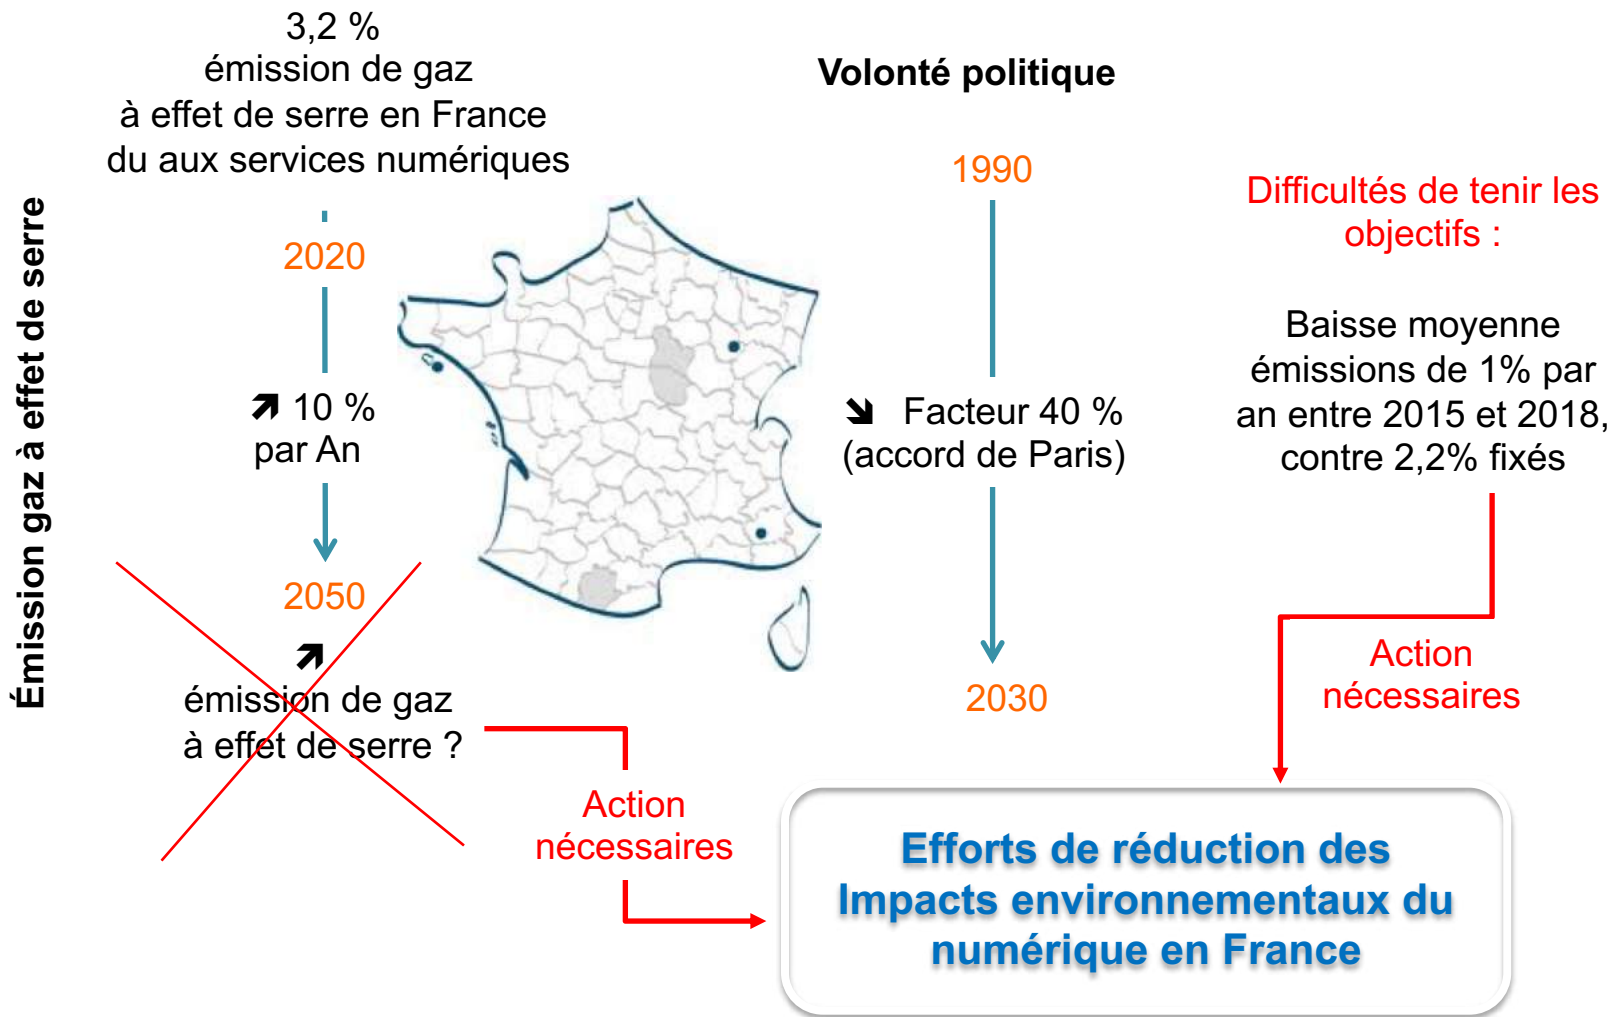 Émission gaz à effet de serre
3,2 %
émission de gaz
à effet de serre en France
du aux services numériques
2020
10 %
par An
2050
émission de gaz
à effet de serre ?
Action
nécessaires
Volonté politique
1990
Facteur 40 %
(accord de Paris)
2030
Difficultés de tenir les
objectifs :
Baisse moyenne
émissions de 1% par
an entre 2015 et 2018,
contre 2,2% fixés
Action
nécessaires
Efforts de réduction des
Impacts environnementaux du
numérique en France